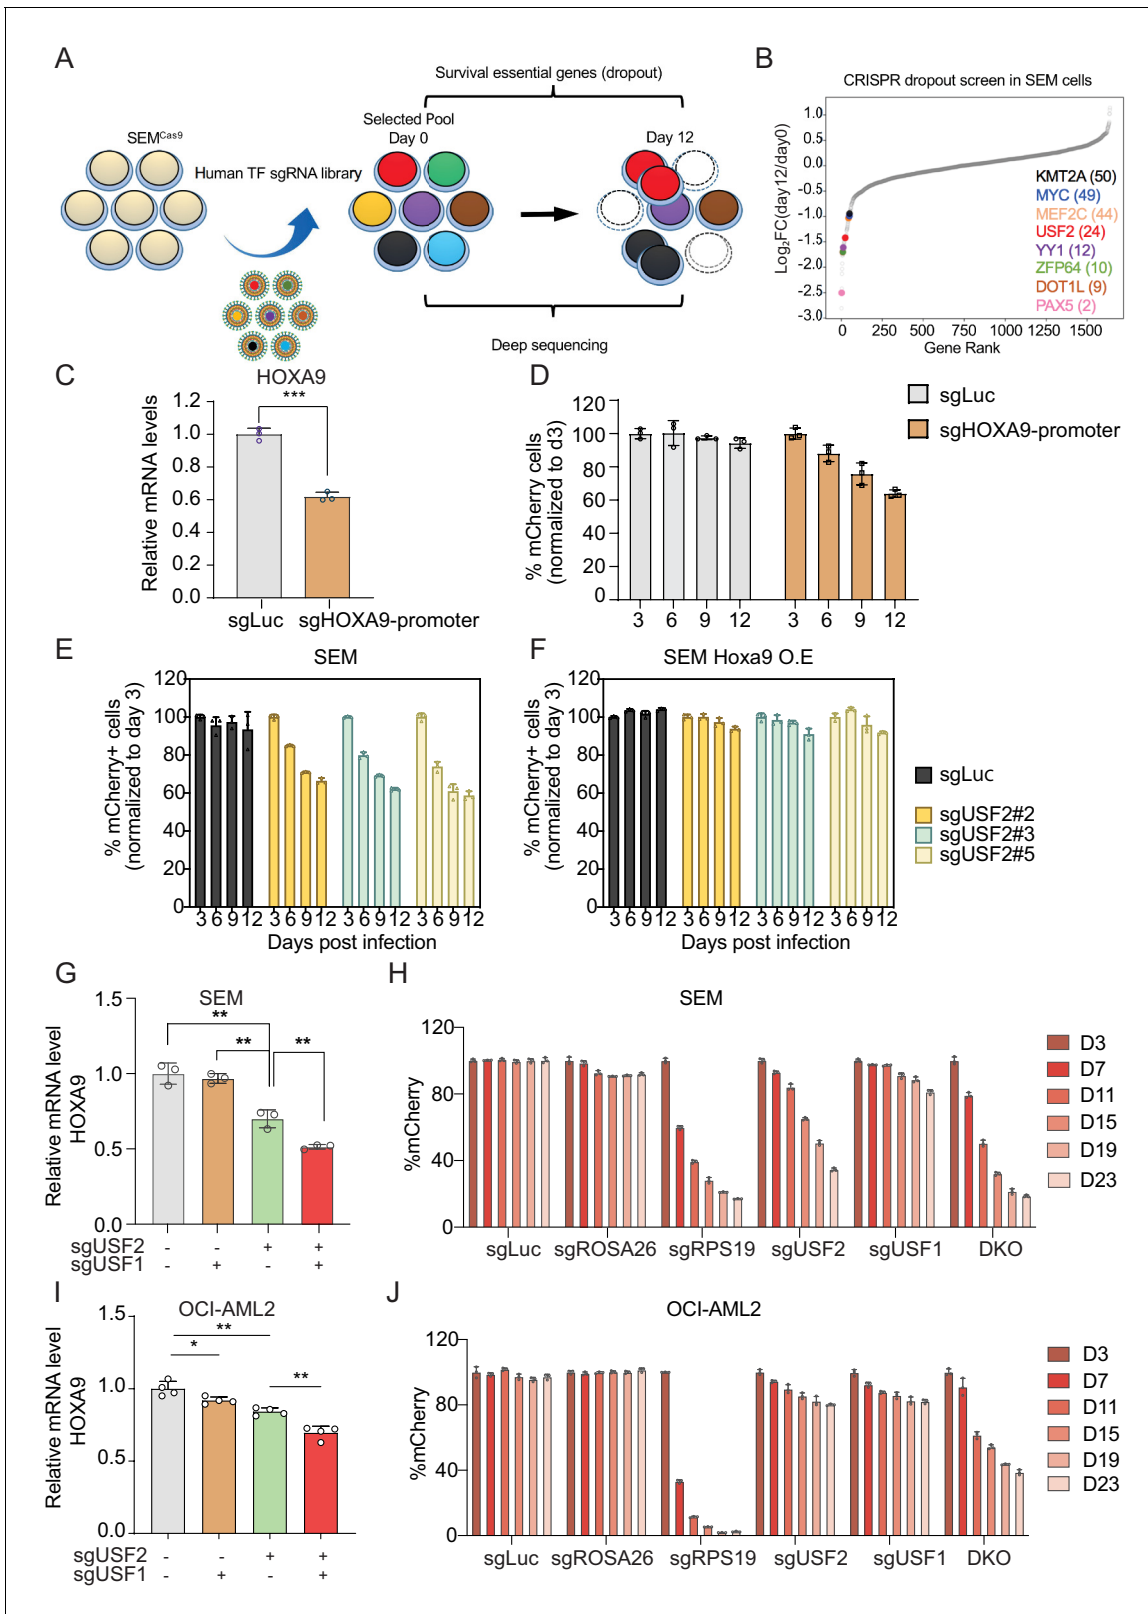 A
Survival essential genes (dropout)
SEM^Cas9
Selected Pool
Day 0
Day 12
Human TF sgRNA library
Deep sequencing
B
CRISPR dropout screen in SEM cells
Log₂FC(day12/day0)
1.0
0.5
0.0
-0.5
-1.0
-1.5
-2.0
-2.5
-3.0
KMT2A (50)
MYC (49)
MEF2C (44)
USF2 (24)
YY1 (12)
ZFP64 (10)
DOT1L (9)
PAX5 (2)
0 250 500 750 1000 1250 1500
Gene Rank
C
HOXA9
***
Relative mRNA levels
1.2
1.0
0.8
0.6
0.4
0.2
0.0
sgLuc sgHOXA9-promoter
D
% mCherry cells
(normalized to d3)
120
100
80
60
40
20
0
3 6 9 12 3 6 9 12
sgLuc
sgHOXA9-promoter
E
SEM
% mCherry+ cells
(normalized to day 3)
120
100
80
60
40
20
0
3 6 9 12 3 6 9 12 3 6 9 12 3 6 9 12
Days post infection
F
SEM Hoxa9 O.E
% mCherry+ cells
(normalized to day 3)
120
100
80
60
40
20
0
3 6 9 12 3 6 9 12 3 6 9 12 3 6 9 12
Days post infection
sgLuc
sgUSF2#2
sgUSF2#3
sgUSF2#5
G
SEM
Relative mRNA level
HOXA9
1.5
1.0
0.5
0.0
**
** **
sgUSF2 - - + +
sgUSF1 - + - +
H
SEM
%mCherry
120
80
40
0
sgLuc sgROSA26 sgRPS19 sgUSF2 sgUSF1 DKO
D3
D7
D11
D15
D19
D23
I
OCI-AML2
Relative mRNA level
HOXA9
1.5
1.0
0.5
0.0
**
*
**
sgUSF2 - - + +
sgUSF1 - + - +
J
OCI-AML2
%mCherry
120
80
40
0
sgLuc sgROSA26 sgRPS19 sgUSF2 sgUSF1 DKO
D3
D7
D11
D15
D19
D23